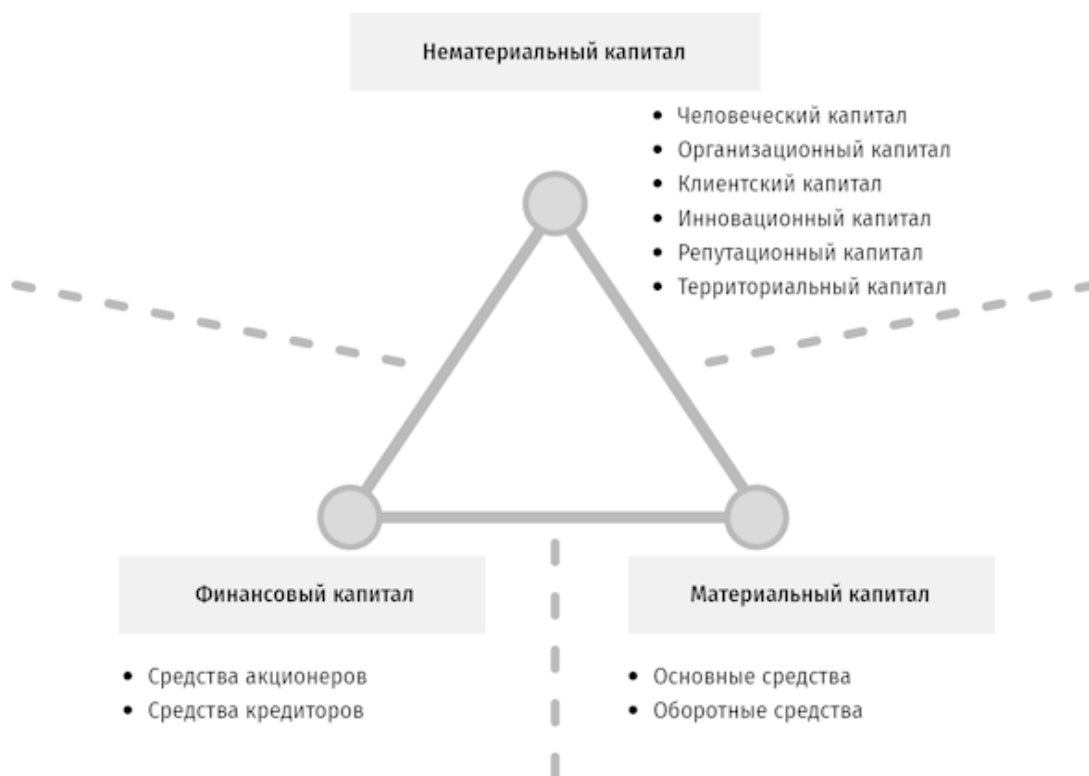 Нематериальный капитал
• Человеческий капитал
• Организационный капитал
• Клиентский капитал
• Инновационный капитал
• Репутационный капитал
• Территориальный капитал
Финансовый капитал
• Средства акционеров
• Средства кредиторов
Материальный капитал
• Основные средства
• Оборотные средства